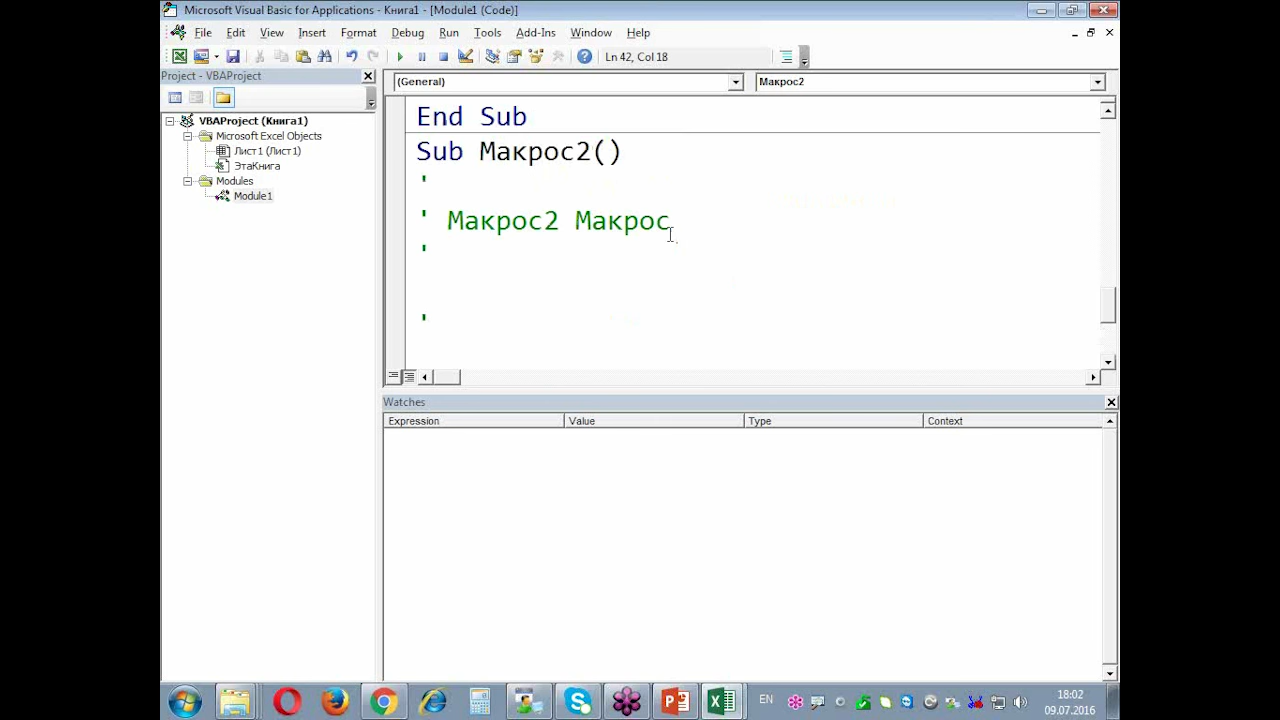 Microsoft Visual Basic for Applications - Книга1 - [Module1 (Code)]
File Edit View Insert Format Debug Run Tools Add-Ins Window Help
Ln 42, Col 18
Project - VBAProject
(General) Макрос2
VBAProject (Книга1)
Microsoft Excel Objects
Лист1 (Лист1)
ЭтаКнига
Modules
Module1
End Sub
Sub Макрос2()
'
' Макрос2 Макрос
'
'
Watches
Expression Value Type Context
EN
18:02
09.07.2016